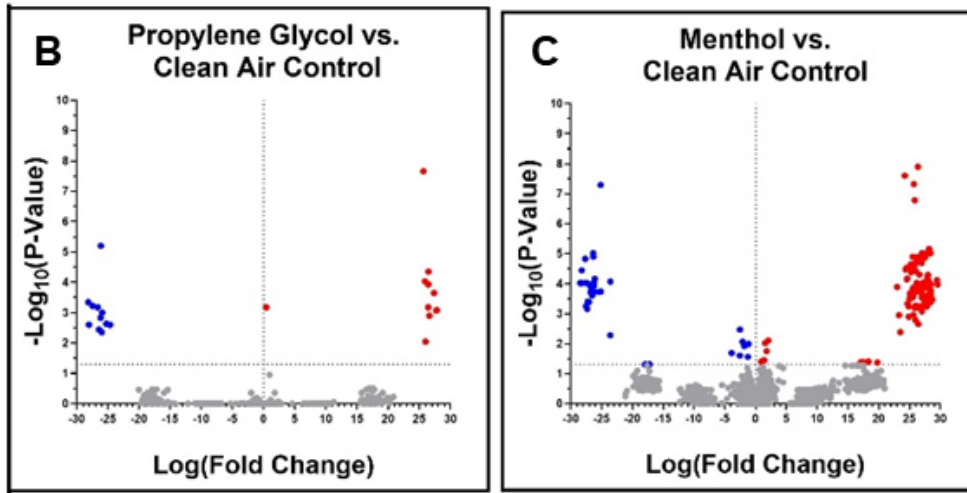 B
Propylene Glycol vs.
Clean Air Control
10
9
8
7
6
5
4
3
2
1
0
-Log10(P-Value)
-30 -25 -20 -15 -10 -5 0 5 10 15 20 25 30
Log(Fold Change)
C
Menthol vs.
Clean Air Control
10
9
8
7
6
5
4
3
2
1
0
-Log10(P-Value)
-30 -25 -20 -15 -10 -5 0 5 10 15 20 25 30
Log(Fold Change)